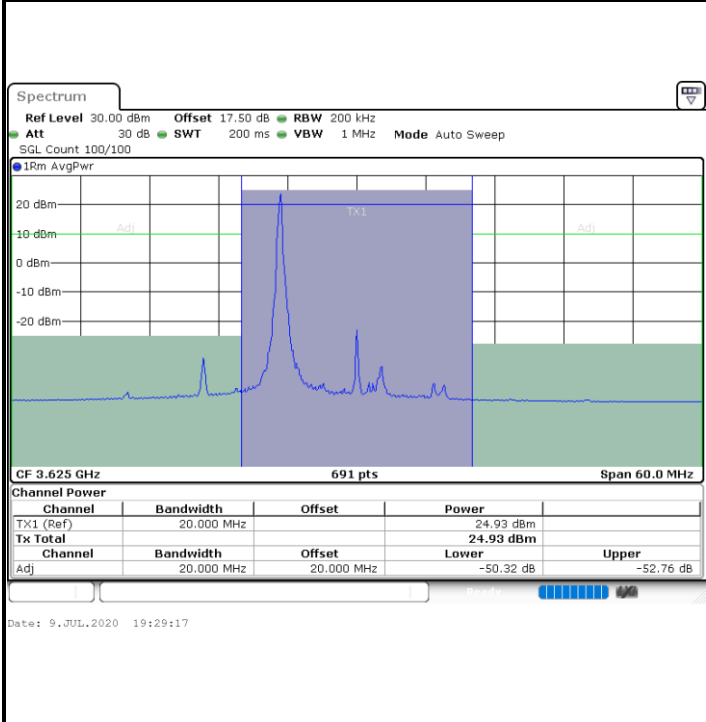 Spectrum
Ref Level 30.00 dBm Offset 17.50 dB RBW 200 kHz
Att 30 dB SWT 200 ms VBW 1 MHz Mode Auto Sweep
SGL Count 100/100
1Rm AvgPwr
20 dBm
TX1
Adj
Adj
10 dBm
0 dBm
-10 dBm
-20 dBm
CF 3.625 GHz 691 pts Span 60.0 MHz
Channel Power
Channel Bandwidth Offset Power
TX1 (Ref) 20.000 MHz 24.93 dBm
Tx Total 24.93 dBm
Channel Bandwidth Offset Lower Upper
Adj 20.000 MHz 20.000 MHz -50.32 dB -52.76 dB
Ready
Date: 9.JUL.2020 19:29:17